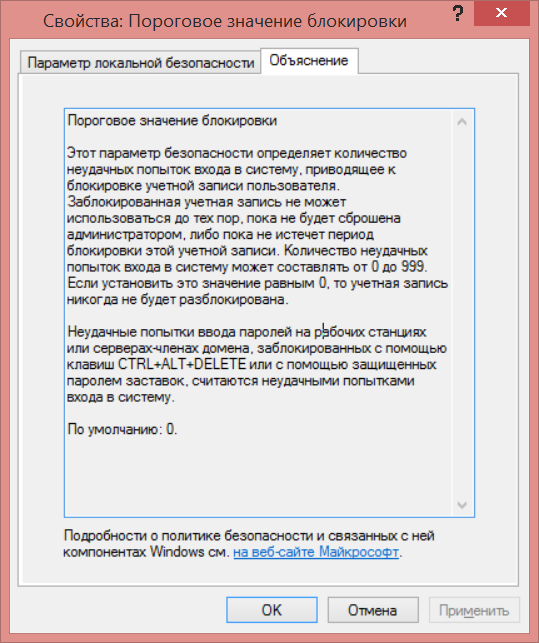 Свойства: Пороговое значение блокировки
?
Параметр локальной безопасности
Объяснение
Пороговое значение блокировки
Этот параметр безопасности определяет количество
неудачных попыток входа в систему, приводящее к
блокировке учетной записи пользователя.
Заблокированная учетная запись не может
использоваться до тех пор, пока не будет сброшена
администратором, либо пока не истечет период
блокировки этой учетной записи. Количество неудачных
попыток входа в систему может составлять от 0 до 999.
Если установить это значение равным 0, то учетная запись
никогда не будет разблокирована.
Неудачные попытки ввода паролей на рабочих станциях
или серверах-членах домена, заблокированных с помощью
клавиш CTRL+ALT+DELETE или с помощью защищенных
паролем заставок, считаются неудачными попытками
входа в систему.
По умолчанию: 0.
Подробности о политике безопасности и связанных с ней
компонентах Windows см. на веб-сайте Майкрософт.
ОК
Отмена
Применить